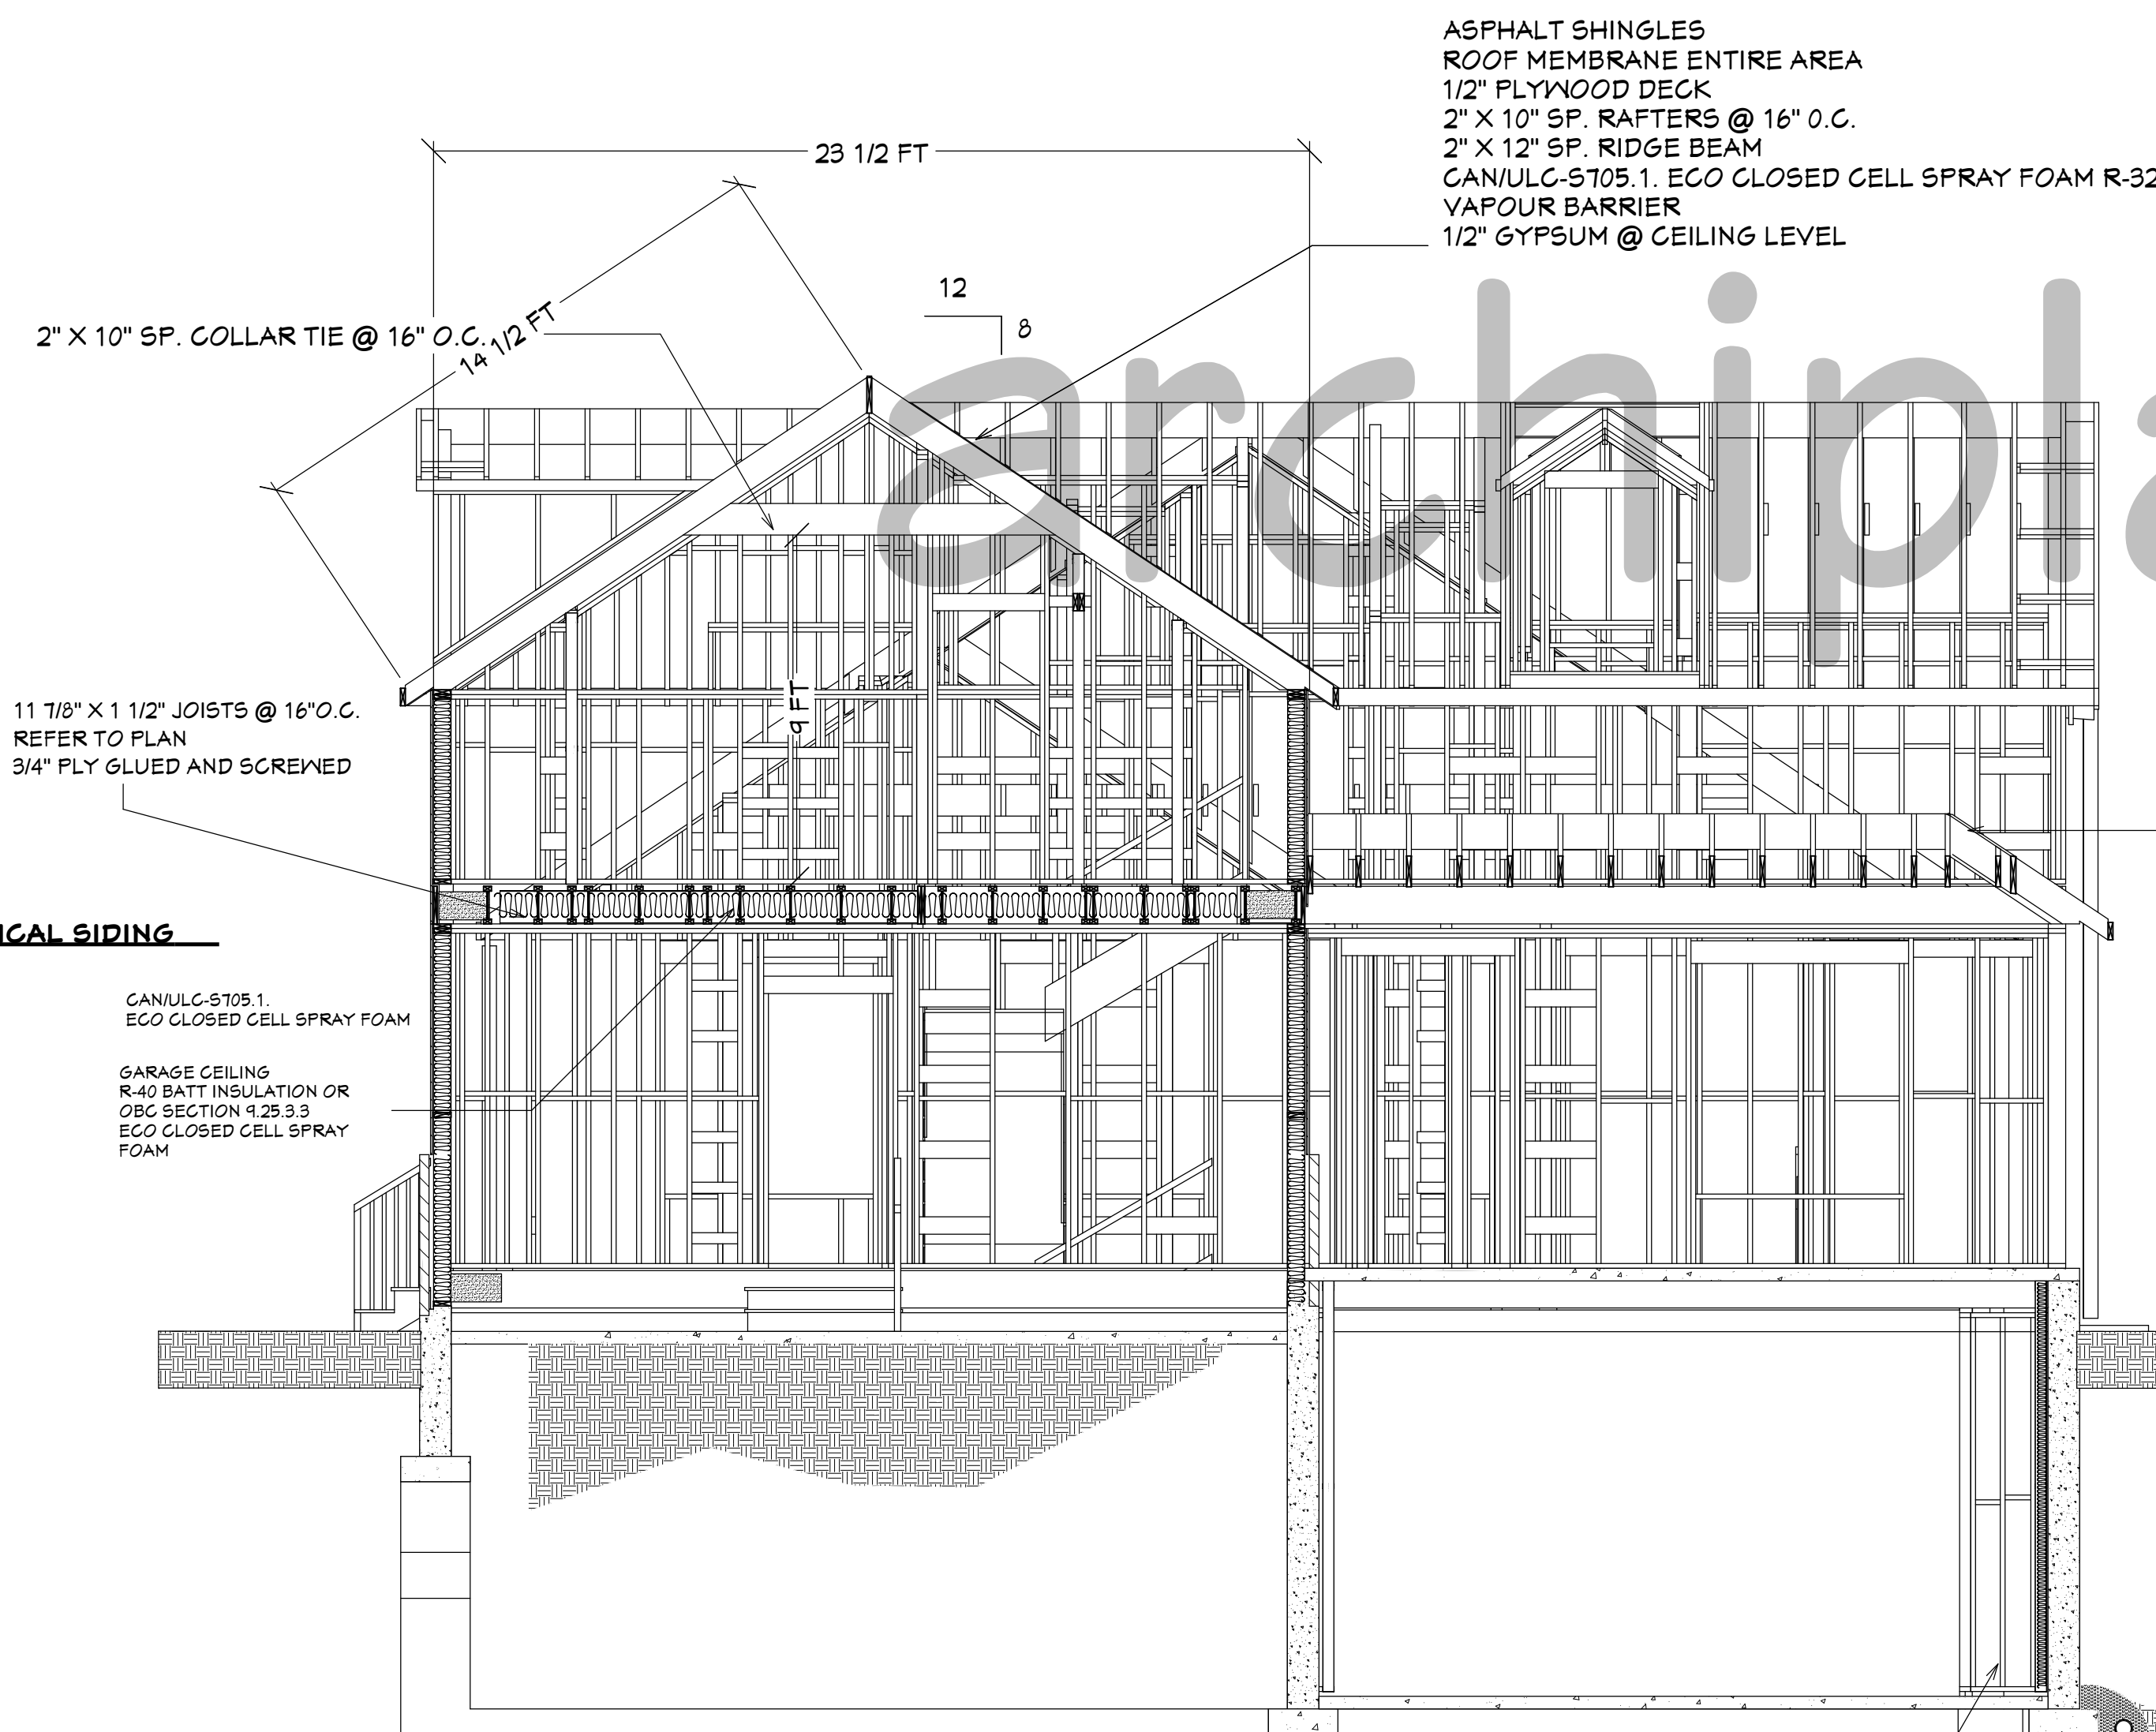 ASPHALT SHINGLES
ROOF MEMBRANE ENTIRE AREA
1/2" PLYWOOD DECK
2" X 10" SP. RAFTERS @ 16" O.C.
2" X 12" SP. RIDGE BEAM
CAN/ULC-S705.1. ECO CLOSED CELL SPRAY FOAM R-32
VAPOUR BARRIER
1/2" GYPSUM @ CEILING LEVEL
23 1/2 FT
12
8
2" X 10" SP. COLLAR TIE @ 16" O.C.
14 1/2 FT
archipla
9 FT
11 7/8" X 1 1/2" JOISTS @ 16"O.C.
REFER TO PLAN
3/4" PLY GLUED AND SCREWED
ICAL SIDING
CAN/ULC-S705.1.
ECO CLOSED CELL SPRAY FOAM
GARAGE CEILING
R-40 BATT INSULATION OR
OBC SECTION 9.25.3.3
ECO CLOSED CELL SPRAY
FOAM